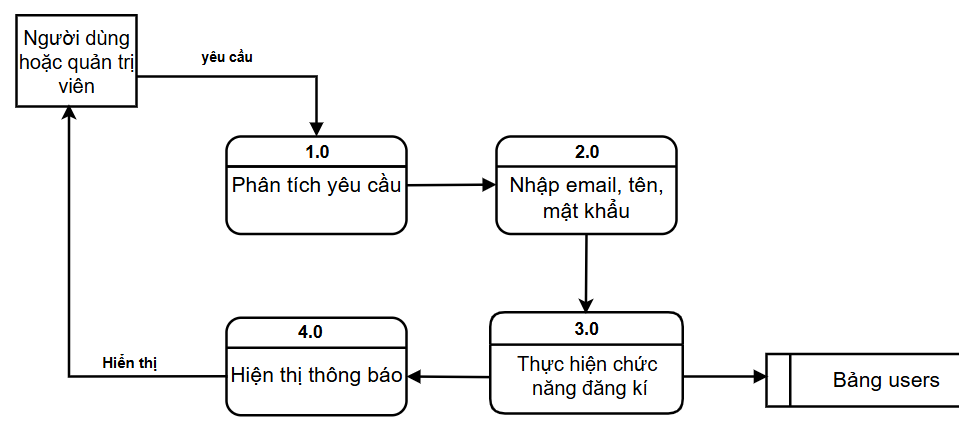 Người dùng
hoặc quản trị
viên
yêu cầu
1.0
Phân tích yêu cầu
2.0
Nhập email, tên,
mật khẩu
3.0
Thực hiện chức
năng đăng kí
Bảng users
4.0
Hiện thị thông báo
Hiển thị